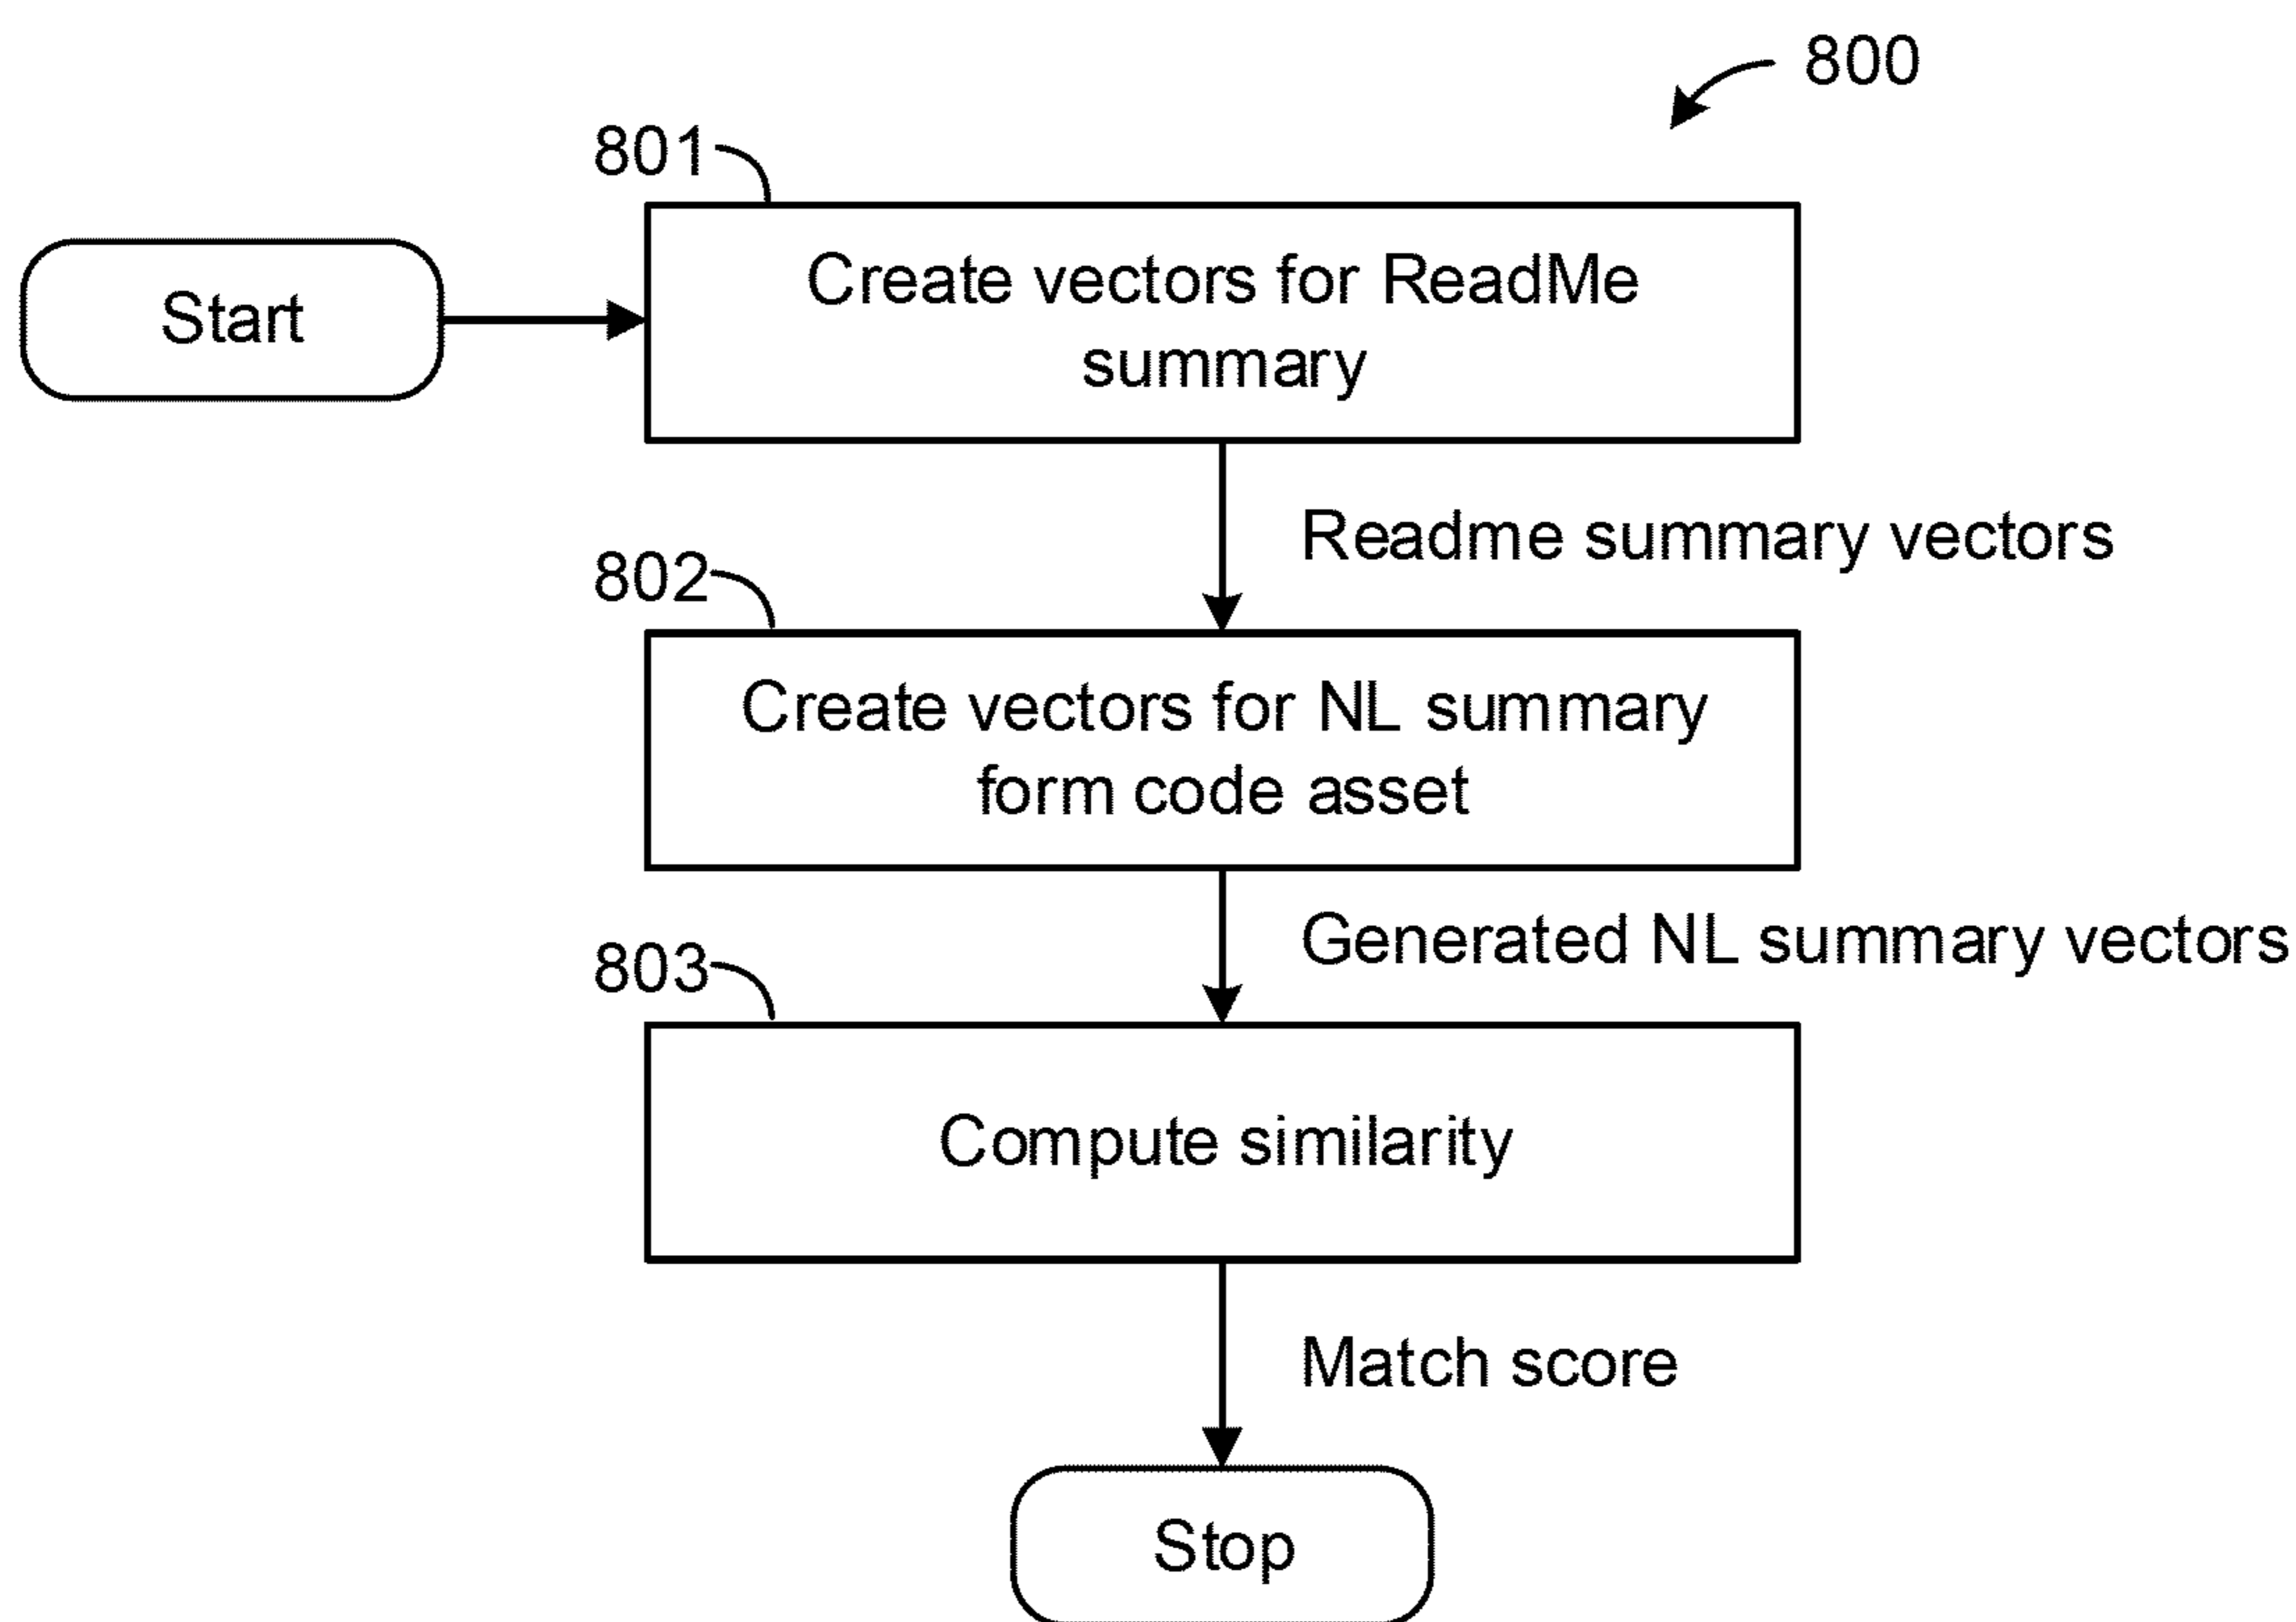 800
801
Start
Create vectors for ReadMe
summary
Readme summary vectors
802
Create vectors for NL summary
form code asset
Generated NL summary vectors
803
Compute similarity
Match score
Stop